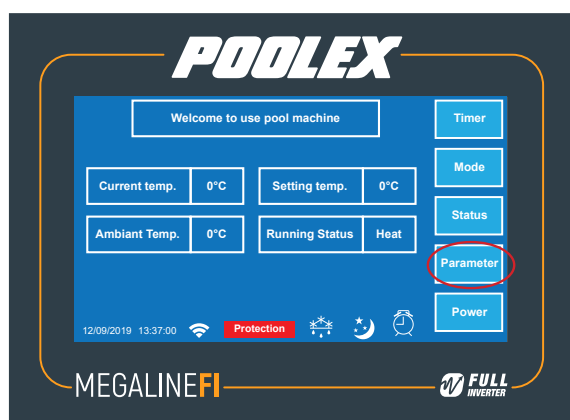 POOLEX
Welcome to use pool machine
Timer
Mode
Current temp. 0°C Setting temp. 0°C
Status
Ambiant Temp. 0°C Running Status Heat
Parameter
Power
12/09/2019 13:37:00 Protection
MEGALINEFI
FULL
INVERTER